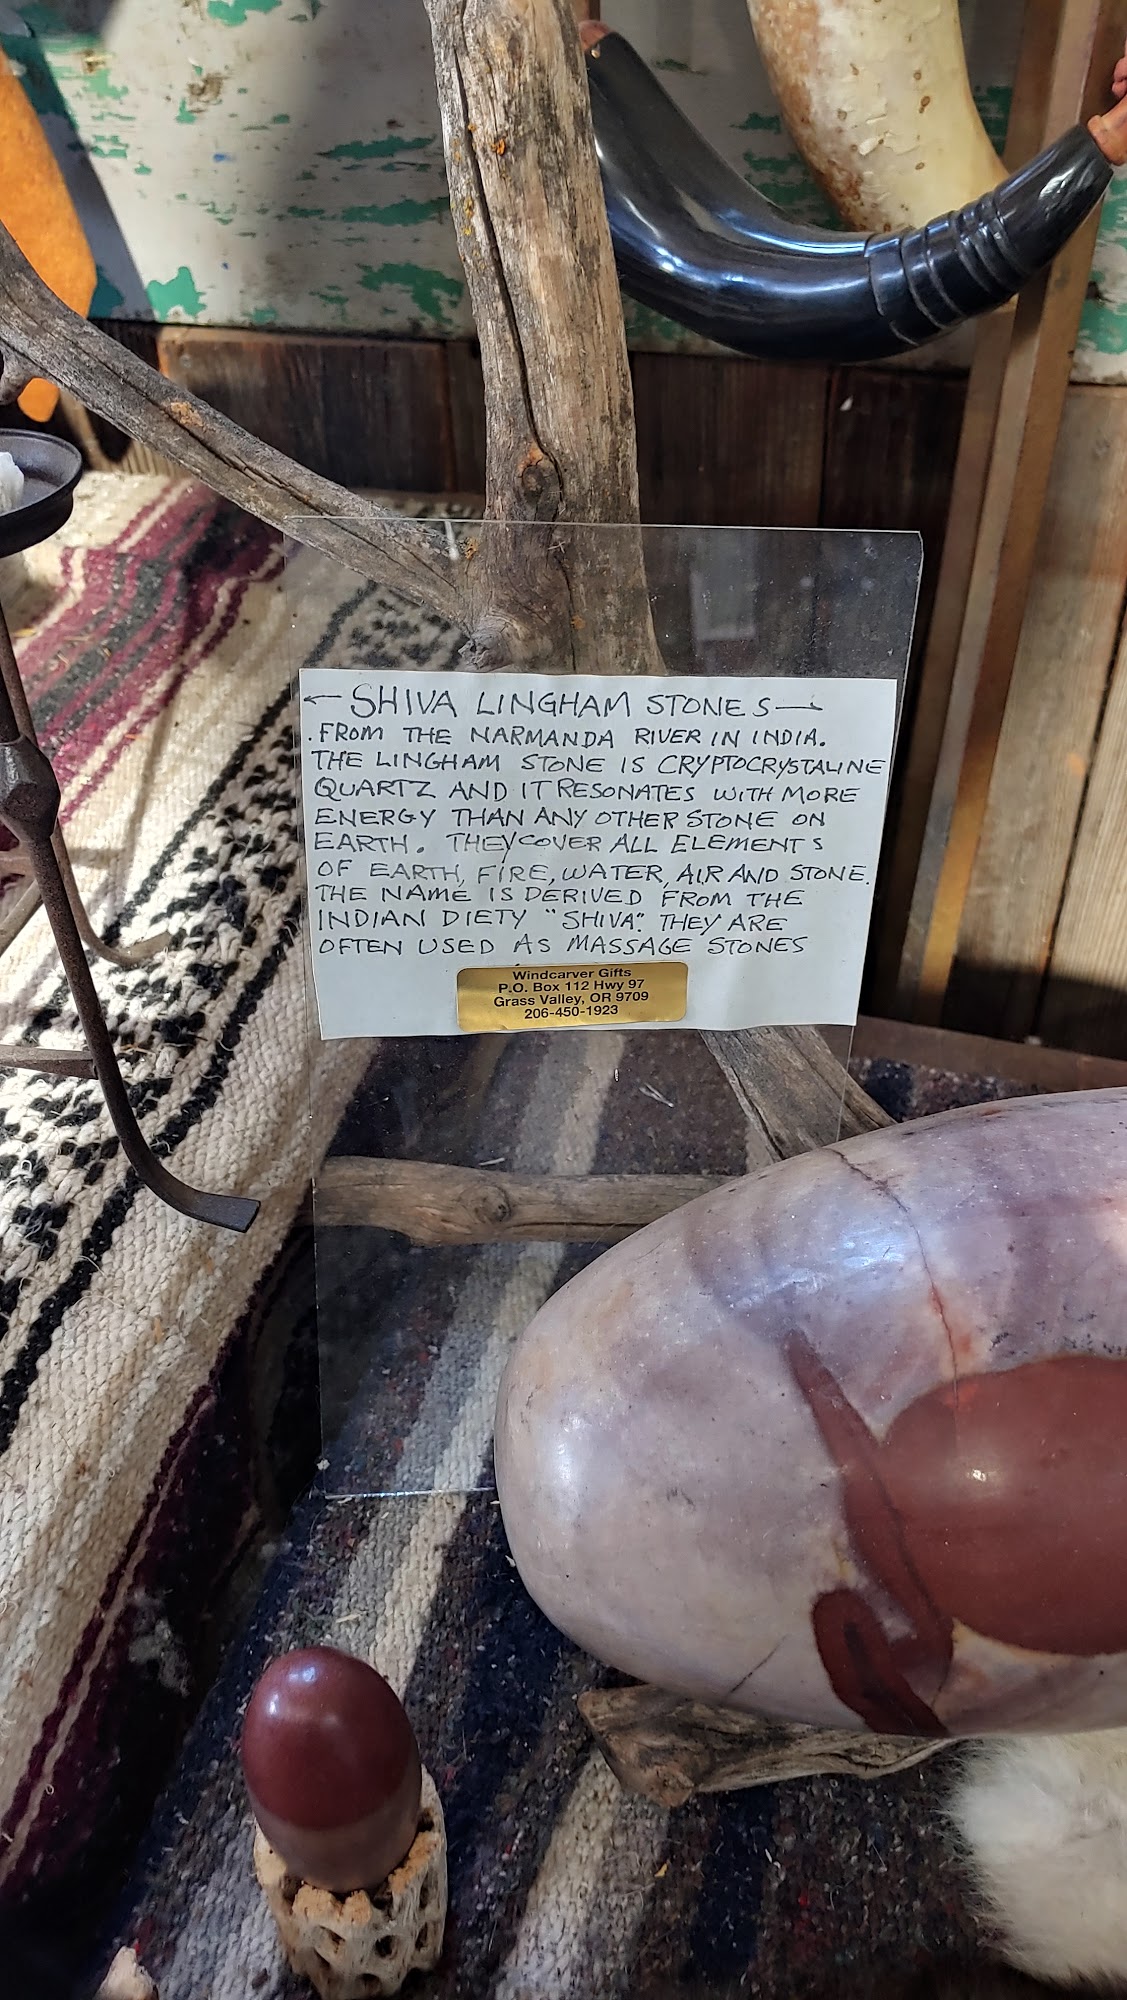 ← SHIVA LINGHAM STONES →
. FROM THE NARMANDA RIVER IN INDIA.
THE LINGHAM STONE IS CRYPTOCRYSTALINE
QUARTZ AND IT RESONATES WITH MORE
ENERGY THAN ANY OTHER STONE ON
EARTH. THEY COVER ALL ELEMENTS
OF EARTH, FIRE, WATER, AIR AND STONE.
THE NAME IS DERIVED FROM THE
INDIAN DIETY "SHIVA". THEY ARE
OFTEN USED AS MASSAGE STONES
Windcarver Gifts
P.O. Box 112 Hwy 97
Grass Valley, OR 9709
206-450-1923